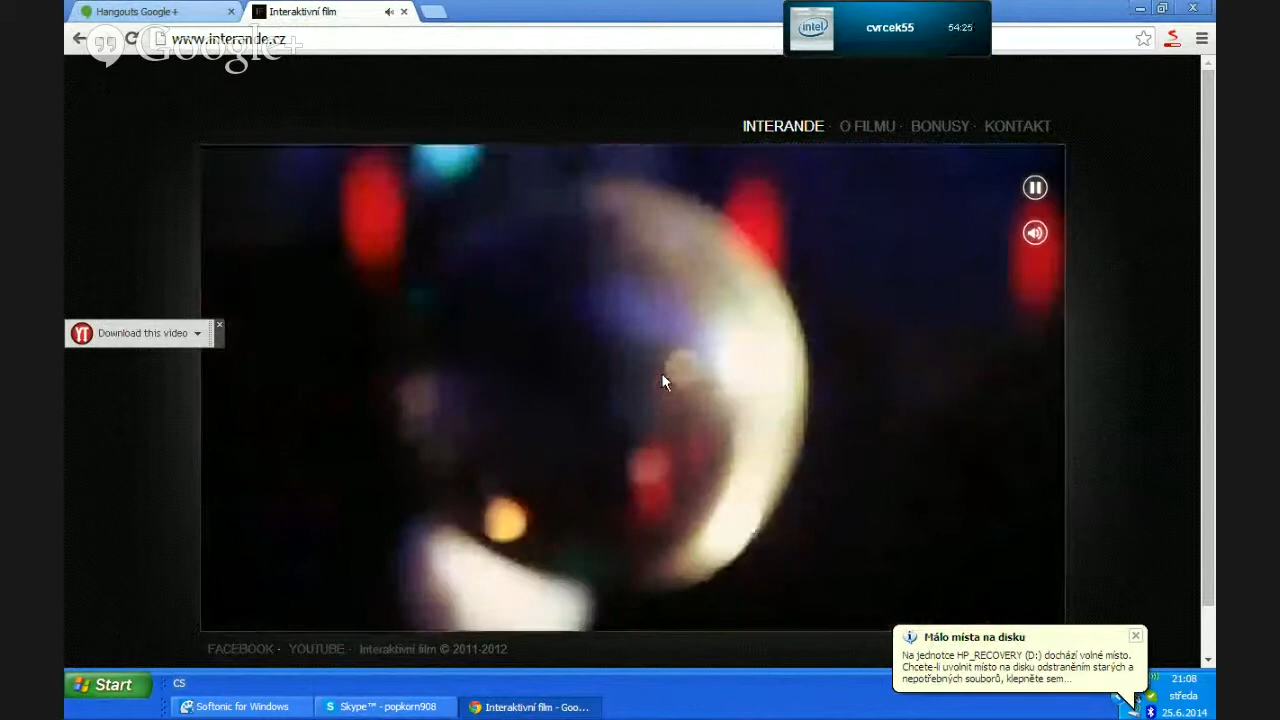 Hangouts Google+
Interaktivní film
intel
cvrcek55
54:25
www.interande.cz
Google+
INTERANDE · O FILMU · BONUSY · KONTAKT
YT
Download this video
FACEBOOK · YOUTUBE · Interaktivní film © 2011-2012
Málo místa na disku
Na jednotce HP_RECOVERY (D:) dochází volné místo.
Chcete-li uvolnit místo na disku odstraněním starých a
nepotřebných souborů, klepněte sem...
Start
CS
21:08
středa
25.6.2014
Softonic for Windows
Skype™ - popkorn908
Interaktivní film - Goo...